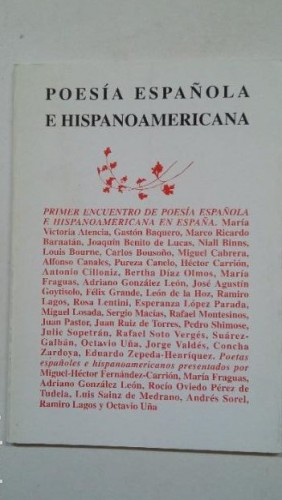 POESÍA ESPAÑOLA
E HISPANOAMERICANA
PRIMER ENCUENTRO DE POESÍA ESPAÑOLA
E HISPANOAMERICANA EN ESPAÑA. María
Victoria Atencia, Gastón Baquero, Marco Ricardo
Barnatán, Joaquín Benito de Lucas, Niall Binns,
Louis Bourne, Carlos Bousoño, Miguel Cabrera,
Alfonso Canales, Pureza Canelo, Héctor Carrión,
Antonio Cilloniz, Bertha Díaz Olmos, María
Fraguas, Adriano González León, José Agustín
Goytisolo, Félix Grande, León de la Hoz, Ramiro
Lagos, Rosa Lentini, Esperanza López Parada,
Miguel Losada, Sergio Macías, Rafael Montesinos,
Juan Pastor, Juan Ruiz de Torres, Pedro Shimose,
Julie Sopetrán, Rafael Soto Vergés, Suárez-
Galbán, Octavio Uña, Jorge Valdés, Concha
Zardoya, Eduardo Zepeda-Henríquez. Poetas
españoles e hispanoamericanos presentados por
Miguel-Héctor Fernández-Carrión, María Fraguas,
Adriano González León, Rocío Oviedo Pérez de
Tudela, Luis Sainz de Medrano, Andrés Sorel,
Ramiro Lagos y Octavio Uña